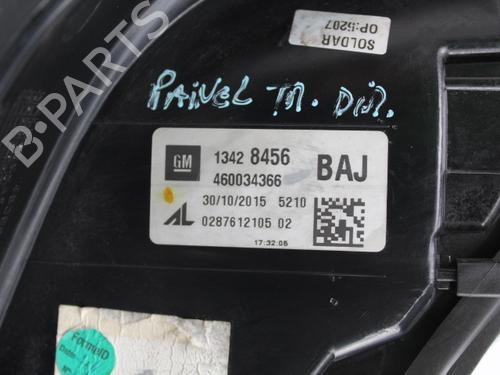 SOLDAR
OP:5207
PAINEL TR. DIR.
GM
1342 8456
BAJ
460034366
30/10/2015 5210
AL
0287612105 02
17:32:05
FormelD
B-PARTS